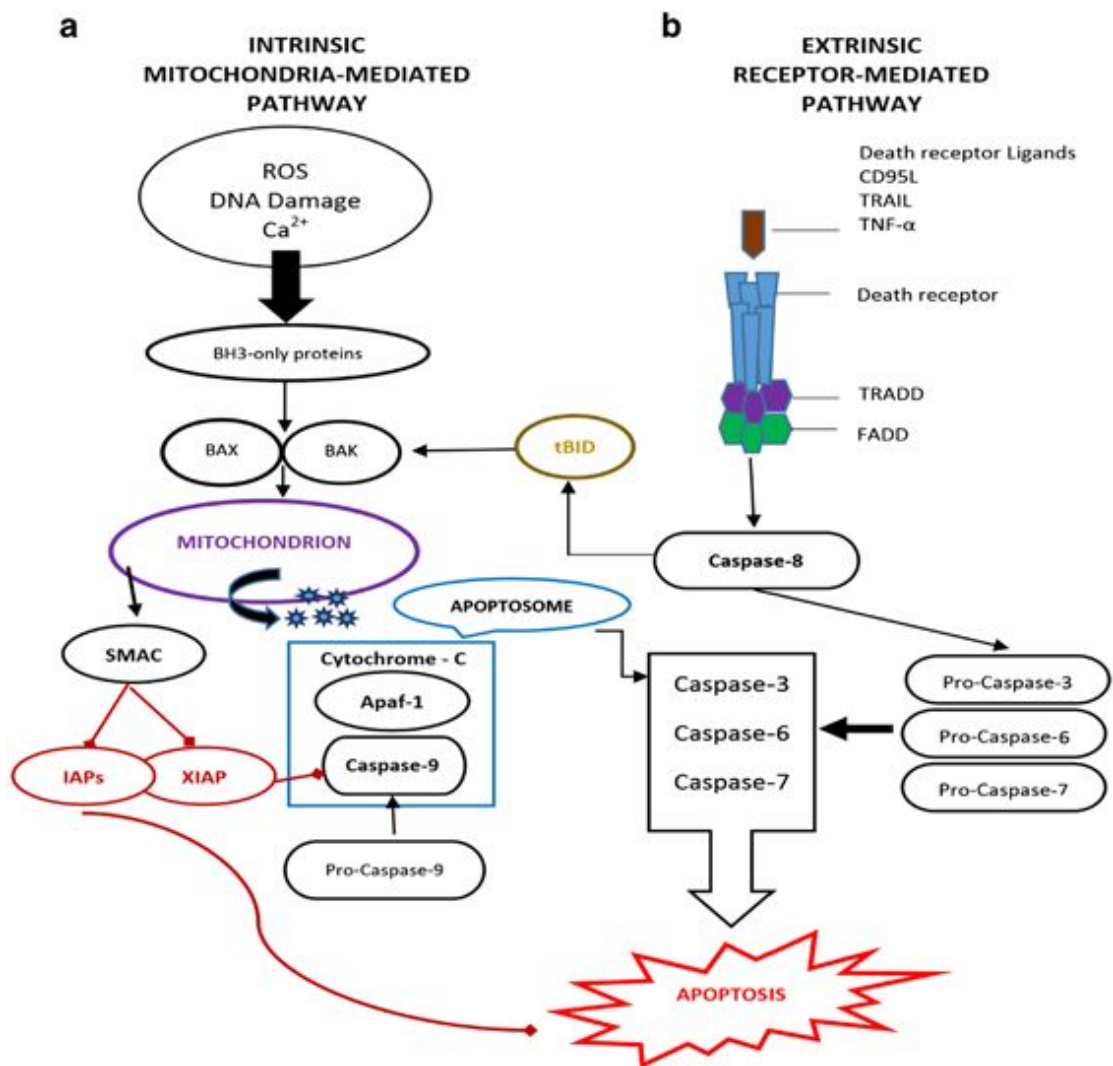 a
INTRINSIC
MITOCHONDRIA-MEDIATED
PATHWAY
ROS
DNA Damage
Ca²⁺
BH3-only proteins
BAX
BAK
tBID
MITOCHONDRION
SMAC
APOPTOSOME
Cytochrome - C
Apaf-1
Caspase-9
IAPs
XIAP
Pro-Caspase-9
b
EXTRINSIC
RECEPTOR-MEDIATED
PATHWAY
Death receptor Ligands
CD95L
TRAIL
TNF-α
Death receptor
TRADD
FADD
Caspase-8
Caspase-3
Caspase-6
Caspase-7
Pro-Caspase-3
Pro-Caspase-6
Pro-Caspase-7
APOPTOSIS